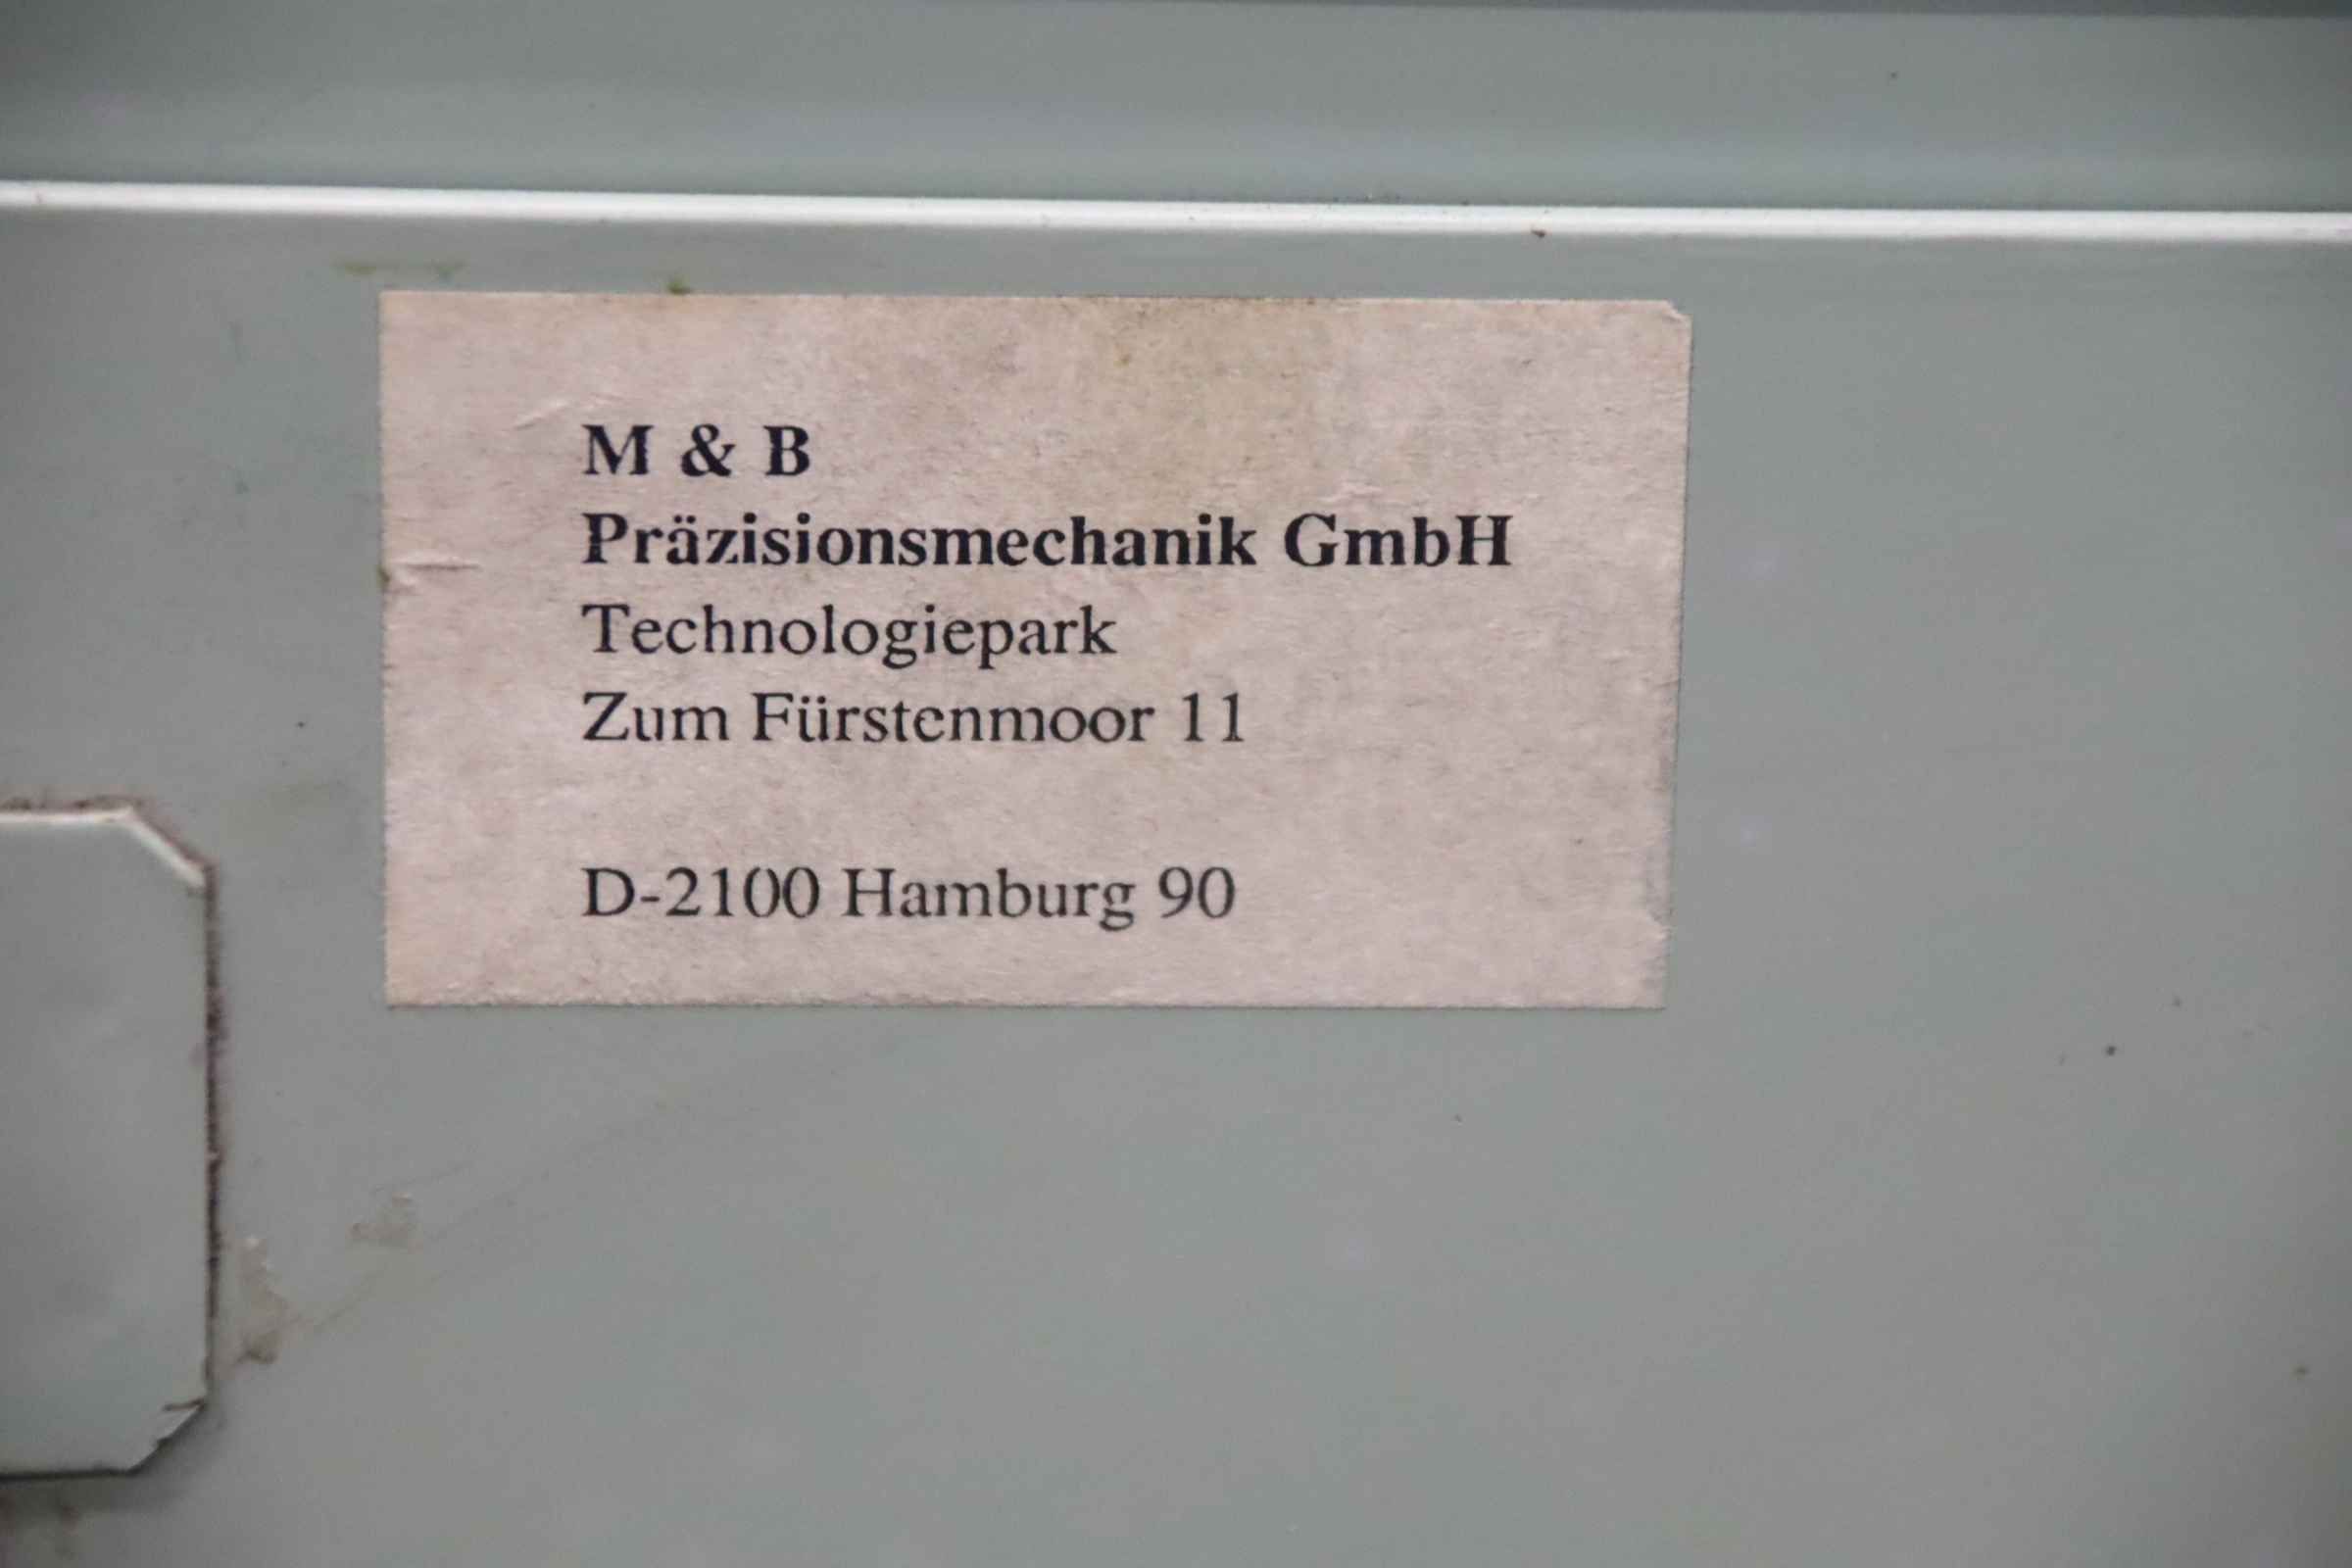 M & B
Präzisionsmechanik GmbH
Technologiepark
Zum Fürstenmoor 11
D-2100 Hamburg 90